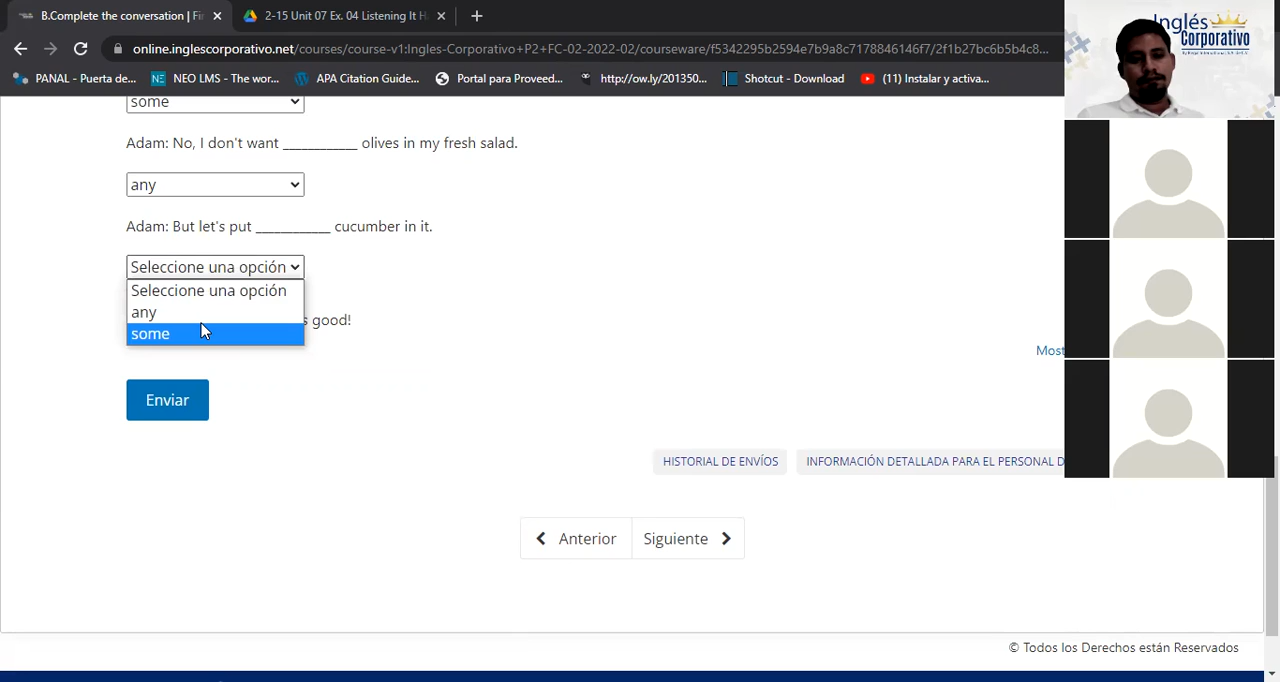 B.Complete the conversation | Fir
2-15 Unit 07 Ex. 04 Listening It H
online.inglescorporativo.net/courses/course-v1:Ingles-Corporativo+P2+FC-02-2022-02/courseware/f5342295b2594e7b9a8c7178846146f7/2f1b27bc6b5b4c8...
PANAL - Puerta de...
NEO LMS - The wor...
APA Citation Guide...
Portal para Proveed...
http://ow.ly/201350...
Shotcut - Download
(11) Instalar y activa...
Inglés
Corporativo
some
Adam: No, I don't want ____________ olives in my fresh salad.
any
Adam: But let's put ____________ cucumber in it.
Seleccione una opción
Seleccione una opción
any
some
s good!
Most
Enviar
HISTORIAL DE ENVÍOS
INFORMACIÓN DETALLADA PARA EL PERSONAL D
Anterior
Siguiente
© Todos los Derechos están Reservados